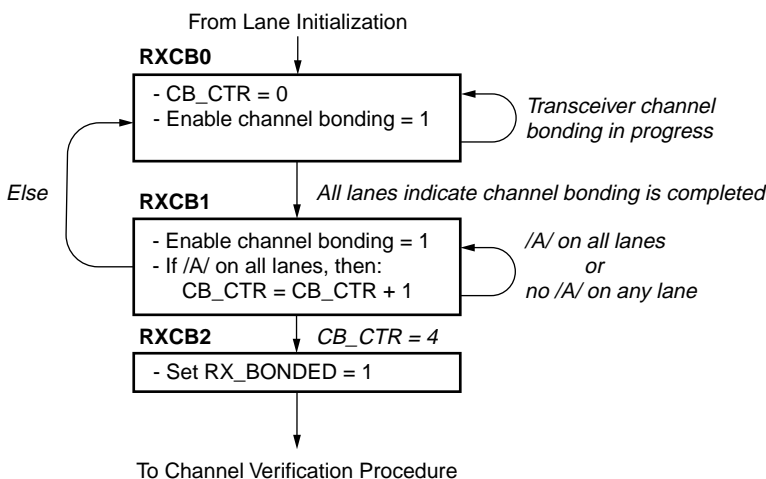 From Lane Initialization
RXCB0
- CB_CTR = 0
- Enable channel bonding = 1
Transceiver channel
bonding in progress
Else
All lanes indicate channel bonding is completed
RXCB1
- Enable channel bonding = 1
- If /A/ on all lanes, then:
CB_CTR = CB_CTR + 1
/A/ on all lanes
or
no /A/ on any lane
RXCB2
CB_CTR = 4
- Set RX_BONDED = 1
To Channel Verification Procedure